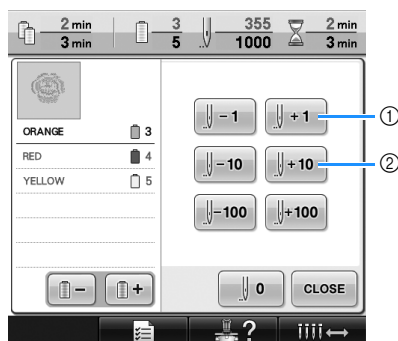 2 min 3 355 2 min
3 min 5 1000 3 min
-1 +1 ①
ORANGE 3
RED 4
-10 +10 ②
YELLOW 5
-100 +100
- + 0 CLOSE
?